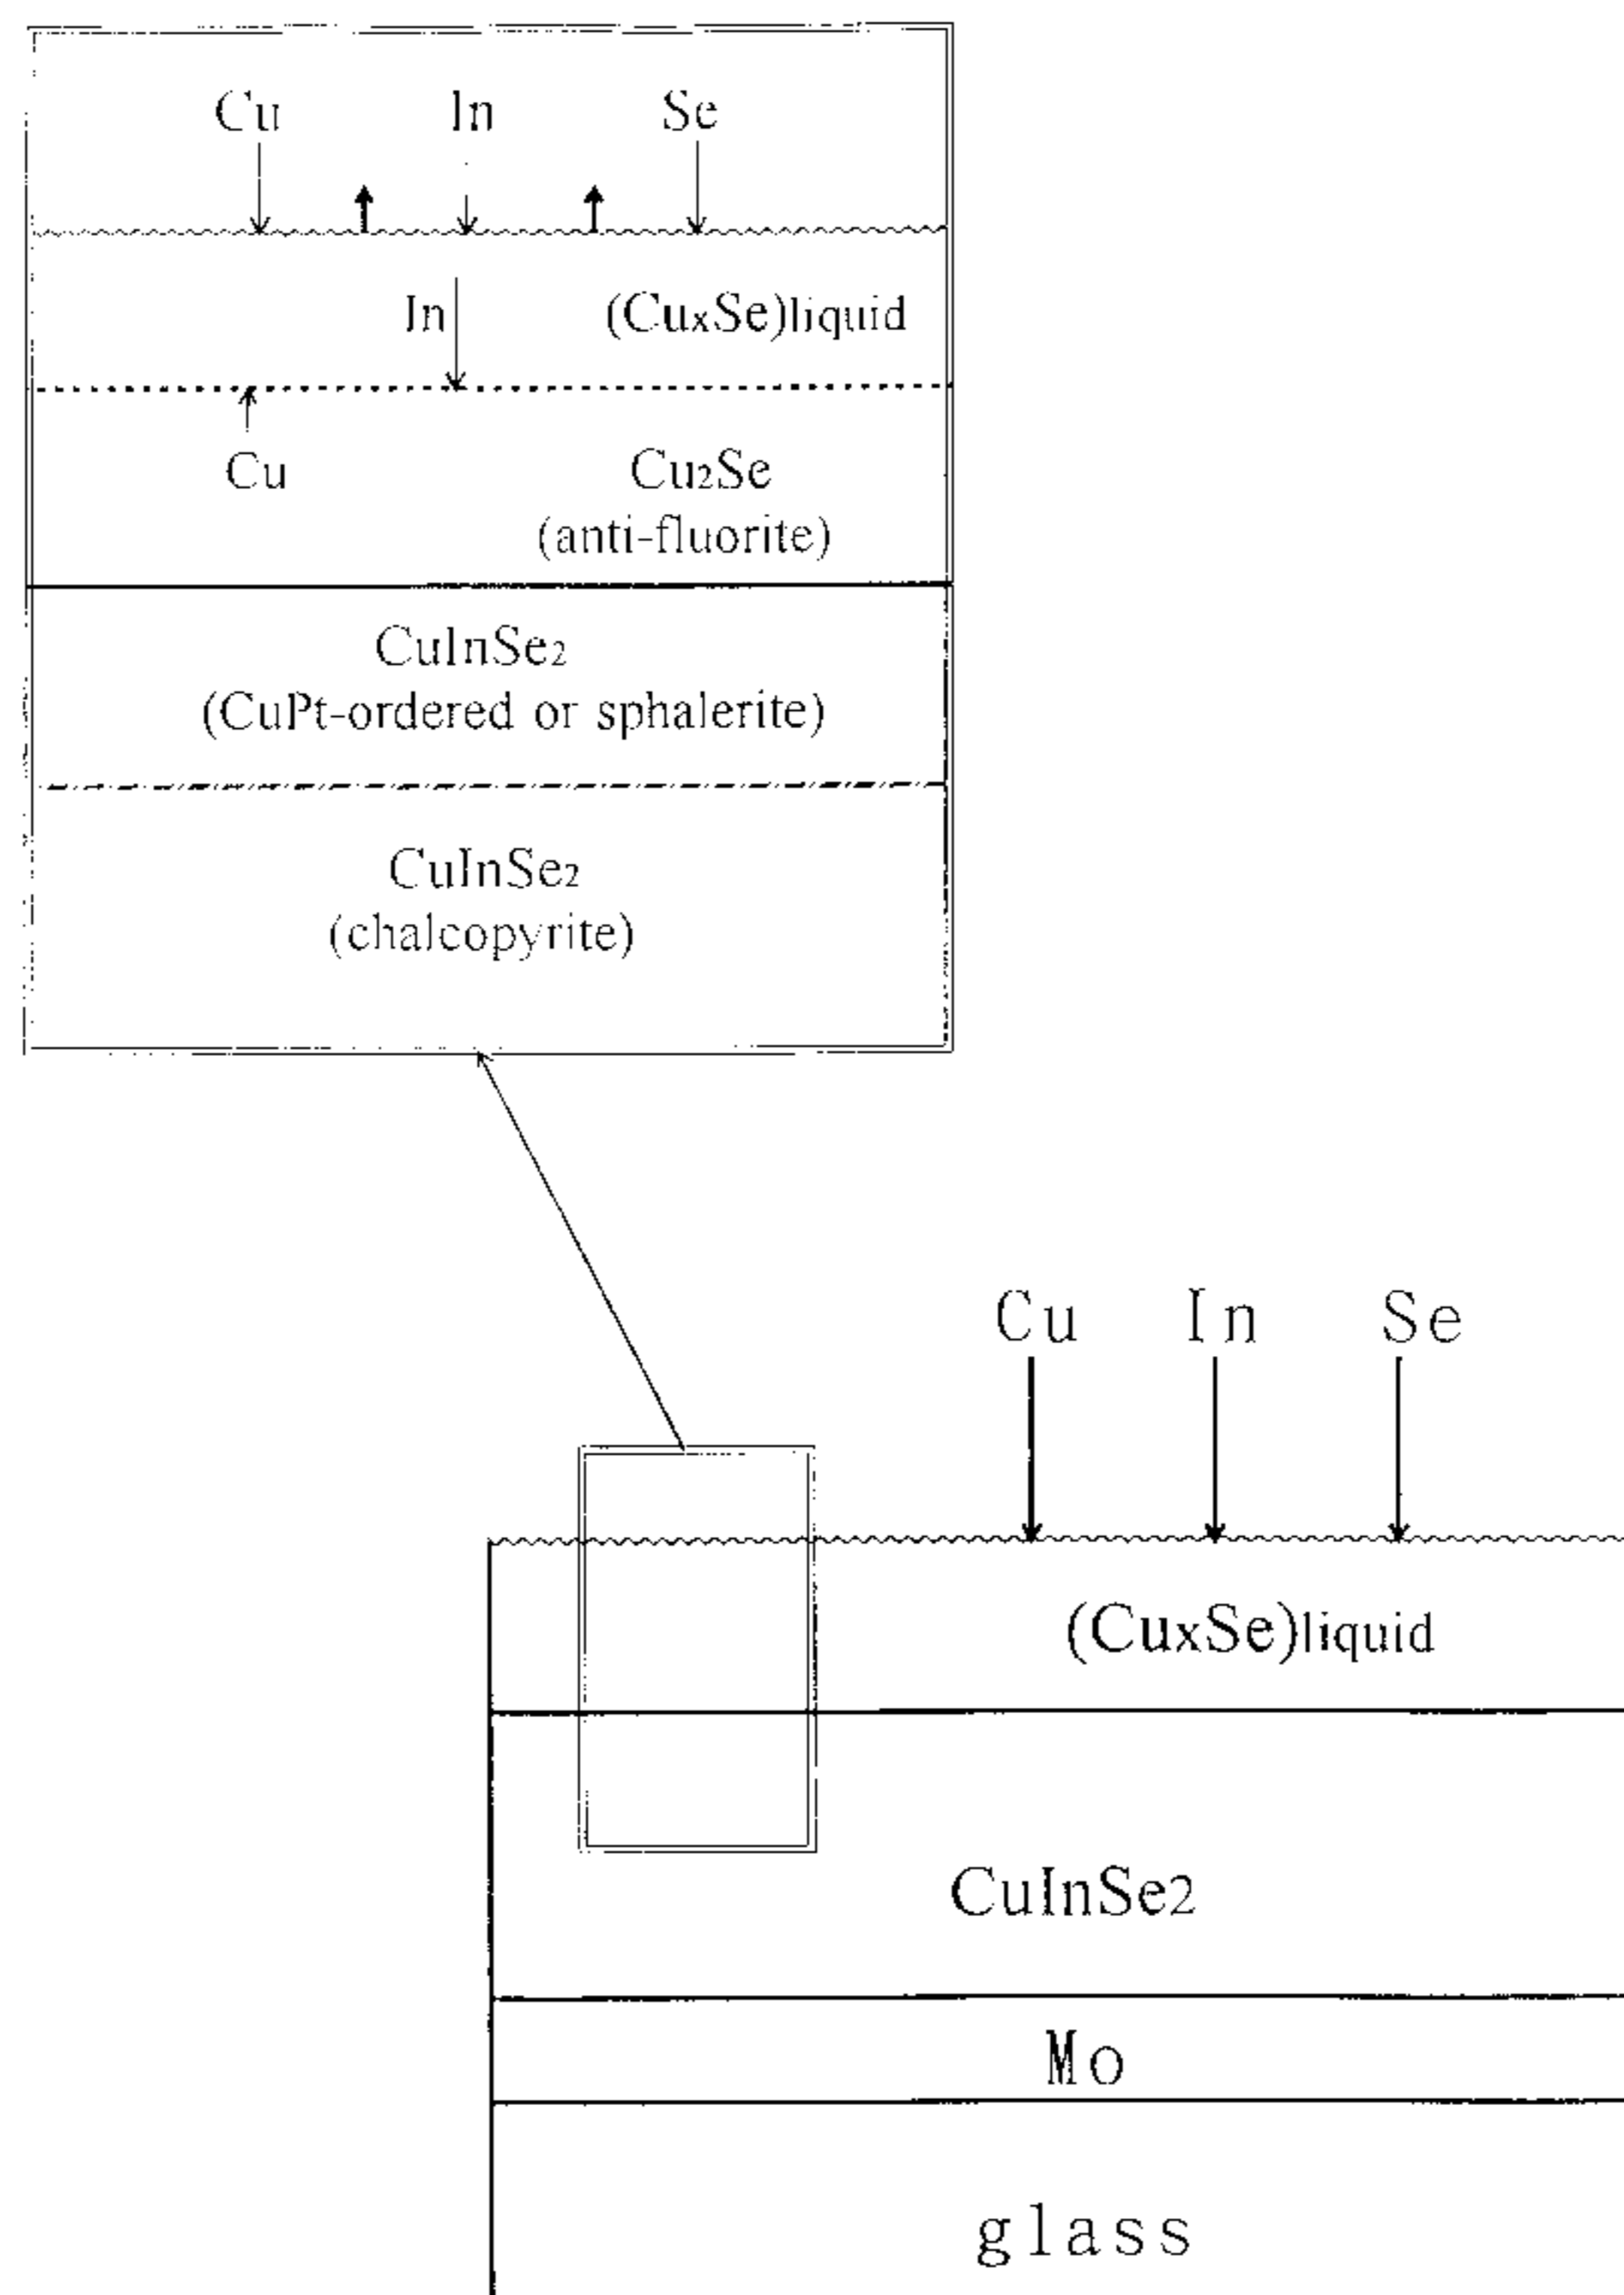 Cu In Se
In (CuxSe)liquid
Cu Cu₂Se
(anti-fluorite)
CuInSe₂
(CuPt-ordered or sphalerite)
CuInSe₂
(chalcopyrite)
Cu In Se
(CuxSe)liquid
CuInSe2
Mo
glass